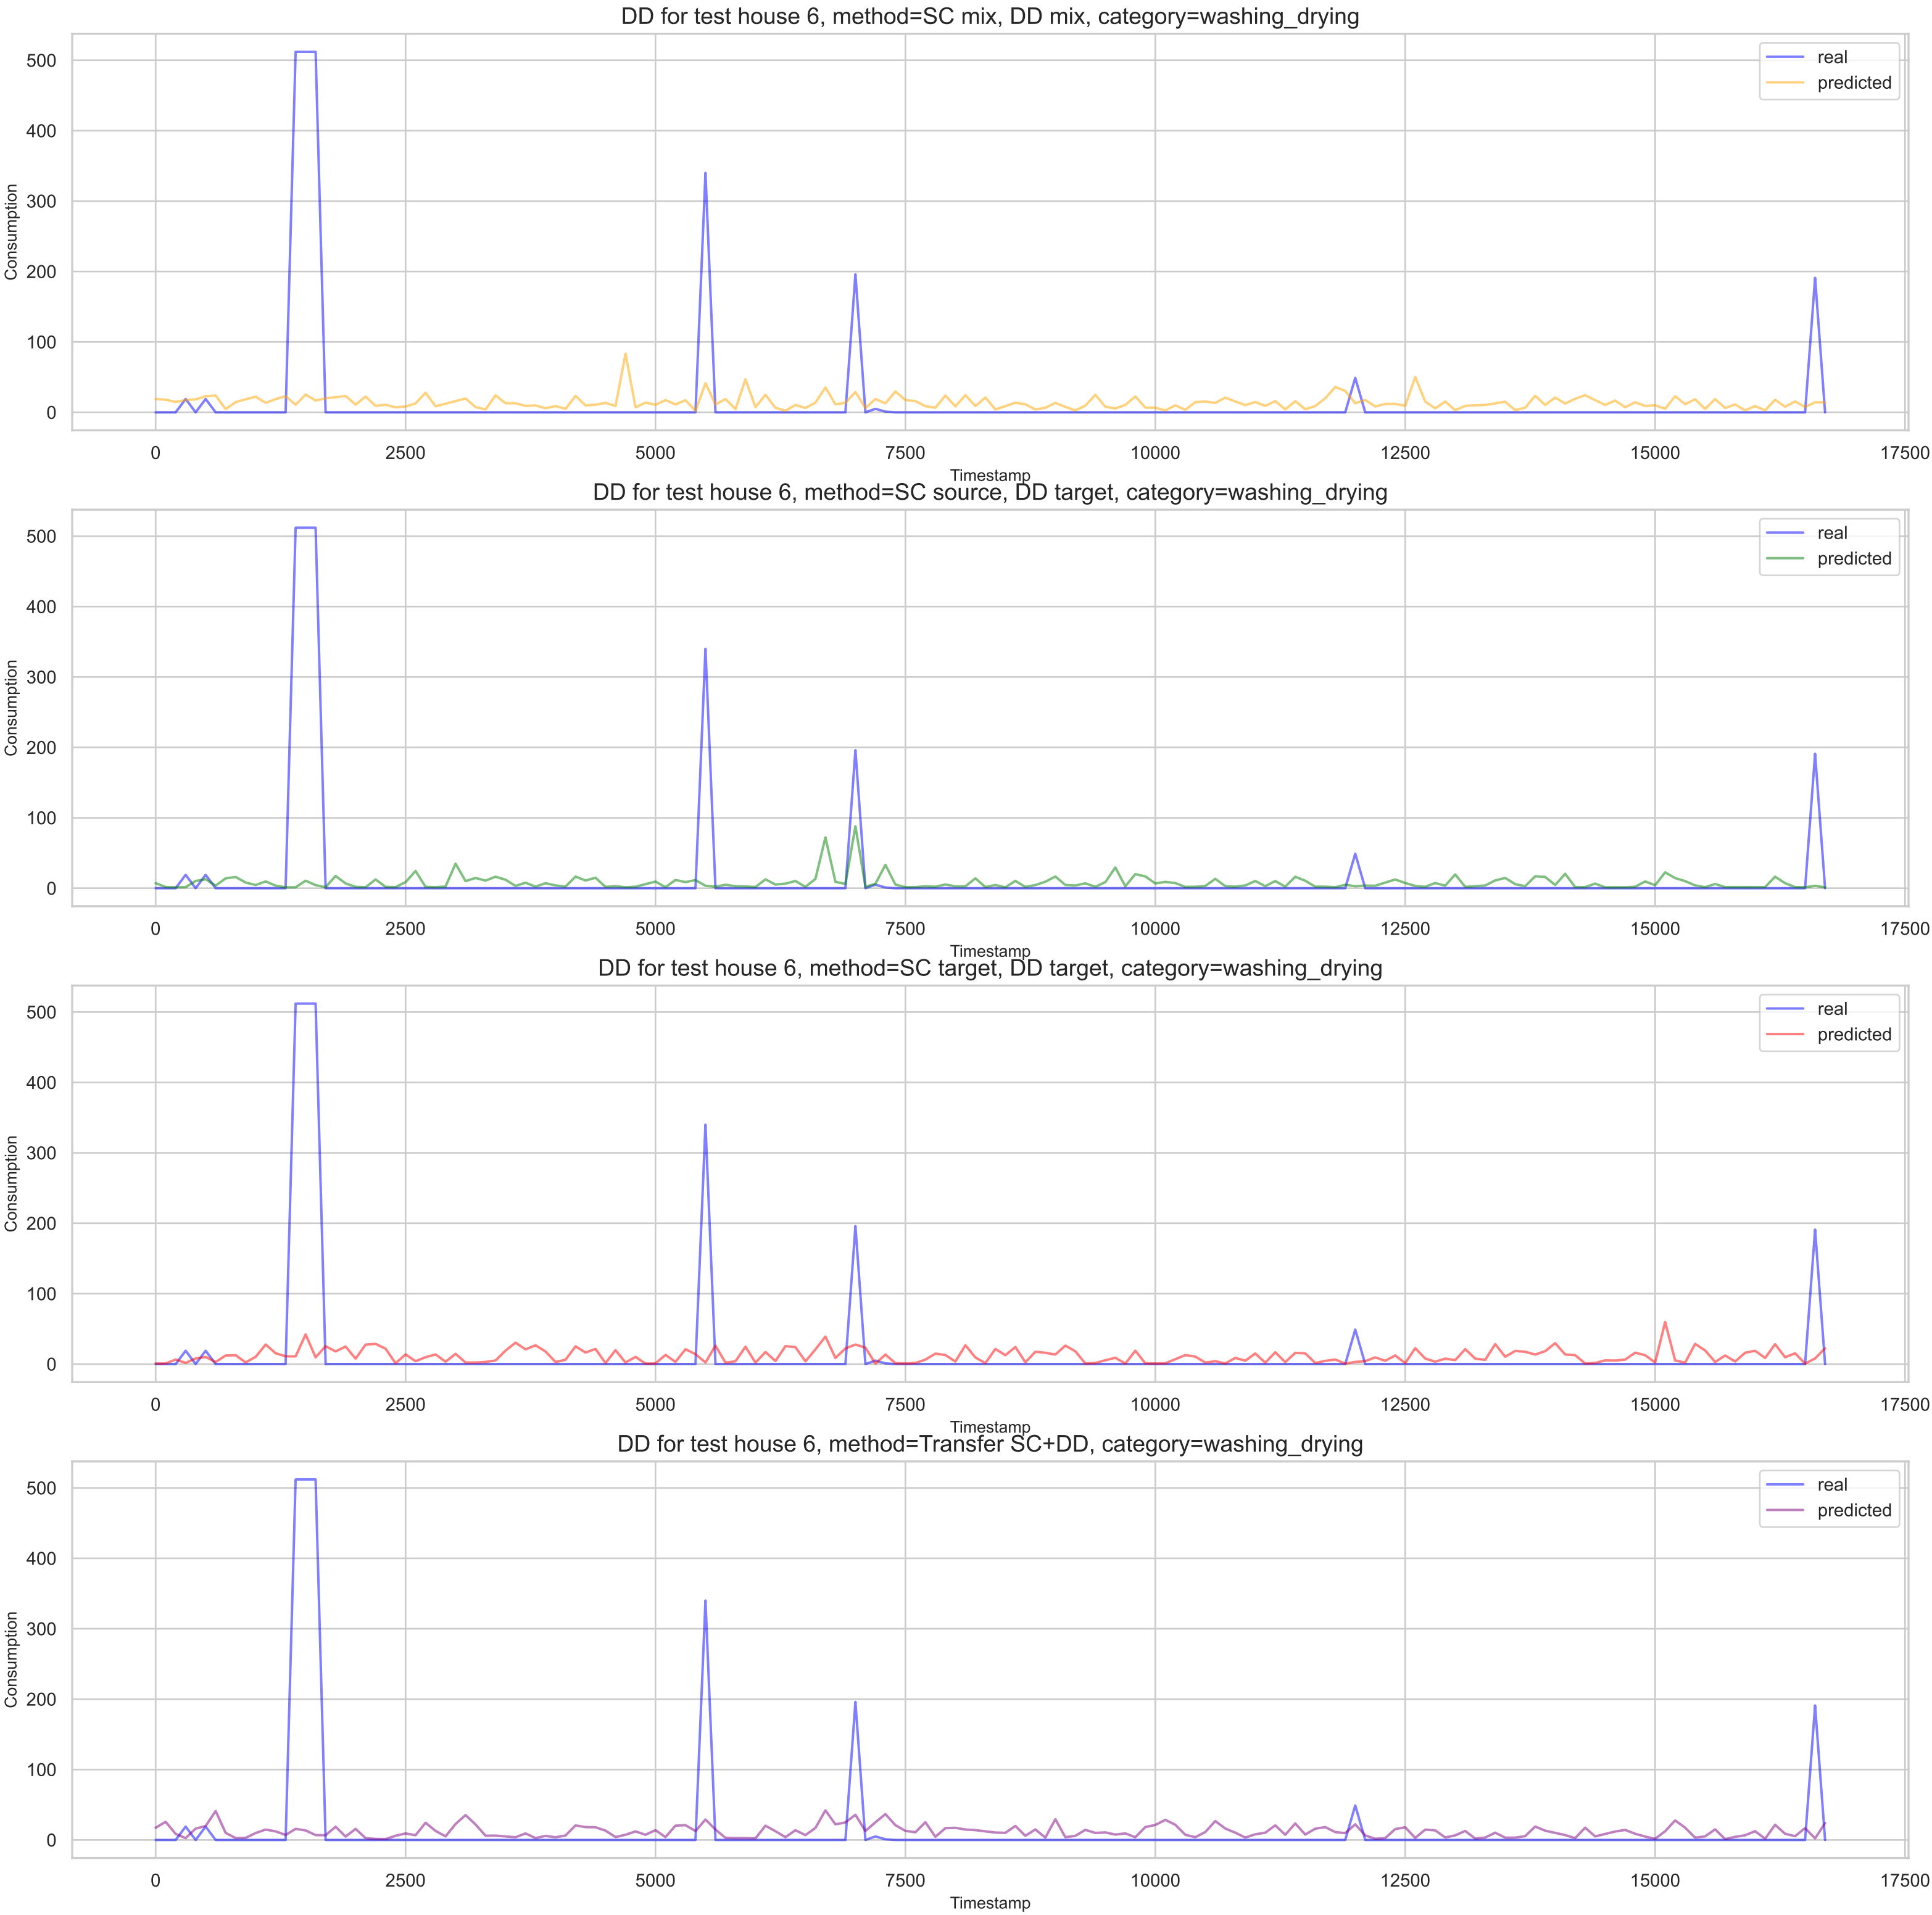 DD for test house 6, method=SC mix, DD mix, category=washing_drying
500
400
300
200
100
0
Consumption
real
predicted
0 2500 5000 7500 10000 12500 15000 17500
Timestamp
DD for test house 6, method=SC source, DD target, category=washing_drying
500
400
300
200
100
0
Consumption
real
predicted
0 2500 5000 7500 10000 12500 15000 17500
Timestamp
DD for test house 6, method=SC target, DD target, category=washing_drying
500
400
300
200
100
0
Consumption
real
predicted
0 2500 5000 7500 10000 12500 15000 17500
Timestamp
DD for test house 6, method=Transfer SC+DD, category=washing_drying
500
400
300
200
100
0
Consumption
real
predicted
0 2500 5000 7500 10000 12500 15000 17500
Timestamp